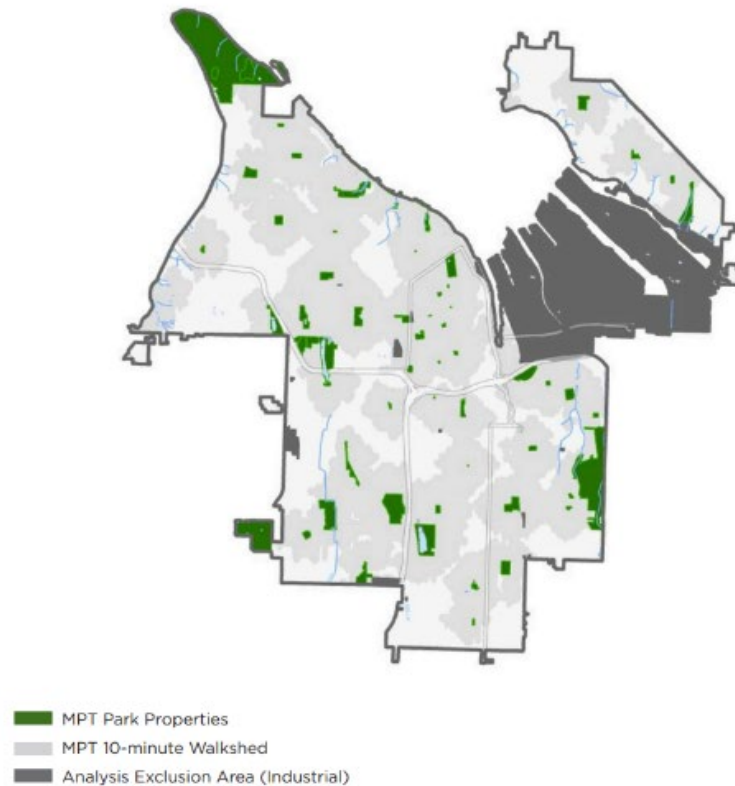 MPT Park Properties
MPT 10-minute Walkshed
Analysis Exclusion Area (Industrial)